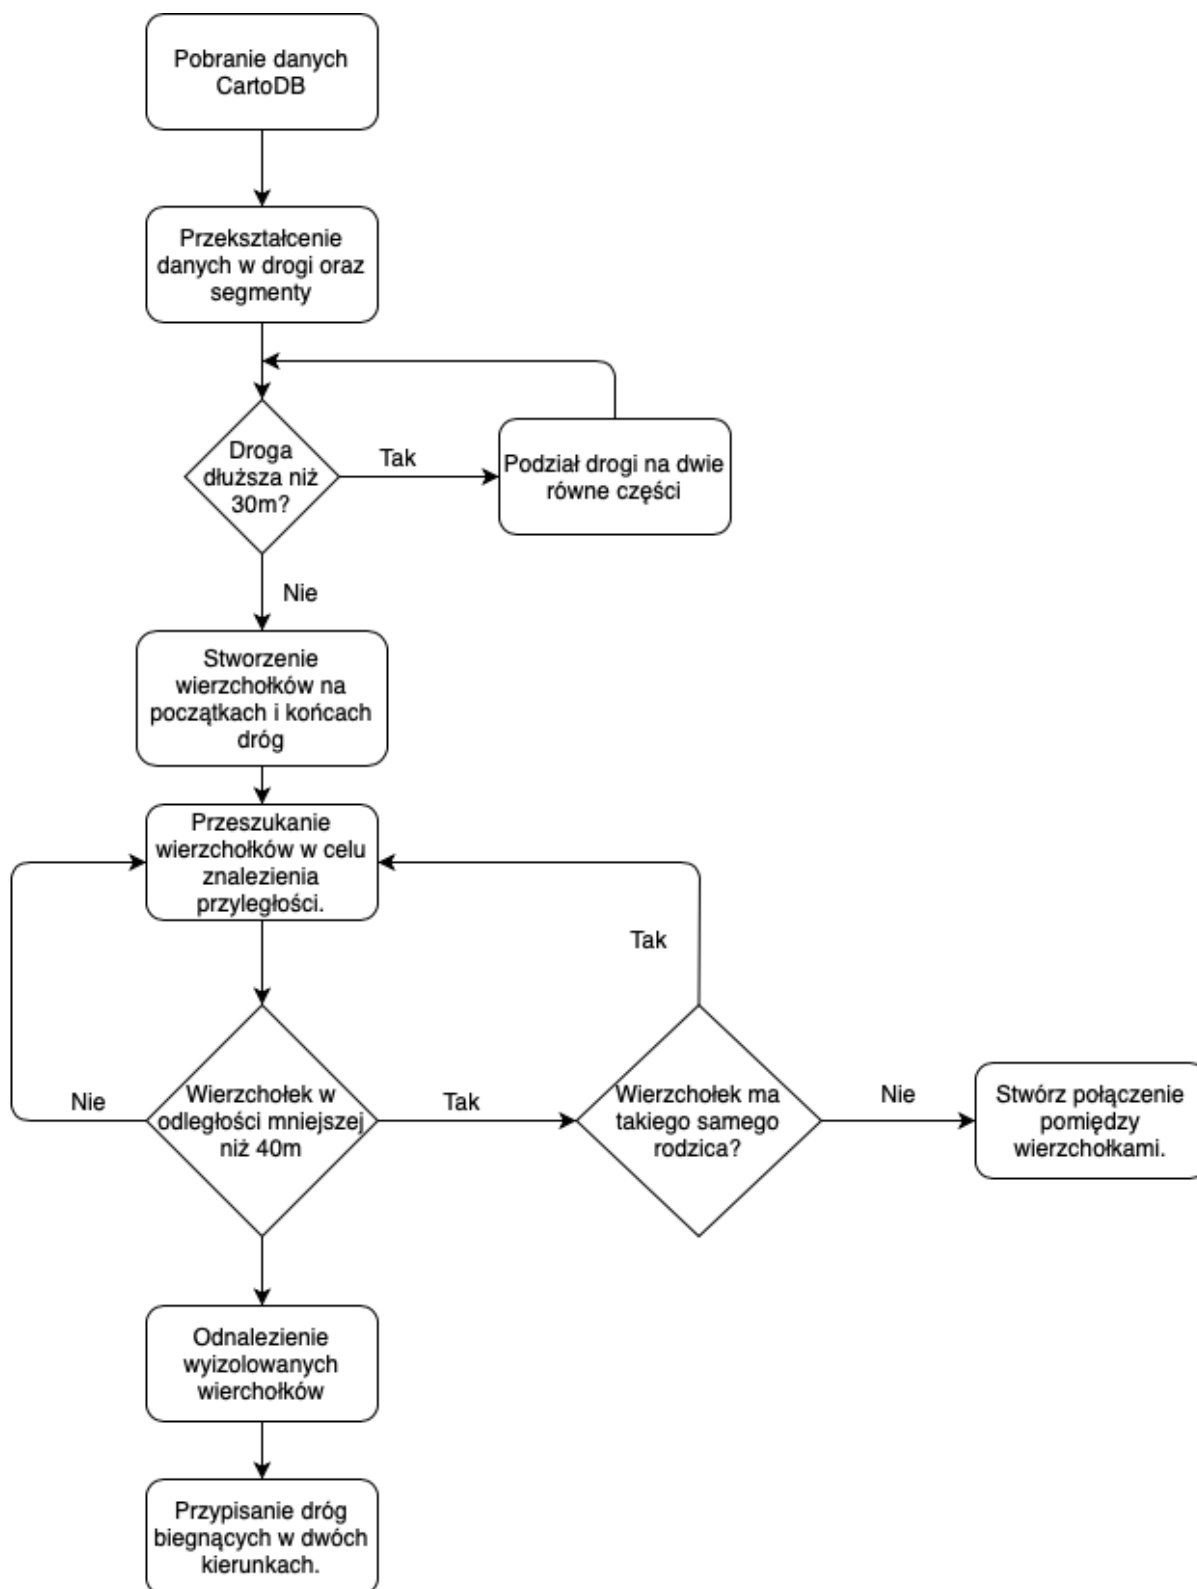 Pobranie danych
CartoDB
Przekształcenie
danych w drogi oraz
segmenty
Droga
dłuższa niż
30m?
Tak
Podział drogi na dwie
równe części
Nie
Stworzenie
wierzchołków na
początkach i końcach
dróg
Przeszukanie
wierzchołków w celu
znalezienia
przyległości.
Tak
Nie
Wierzchołek w
odległości mniejszej
niż 40m
Tak
Wierzchołek ma
takiego samego
rodzica?
Nie
Stwórz połączenie
pomiędzy
wierzchołkami.
Odnalezienie
wyizolowanych
wierchołków
Przypisanie dróg
biegnących w dwóch
kierunkach.